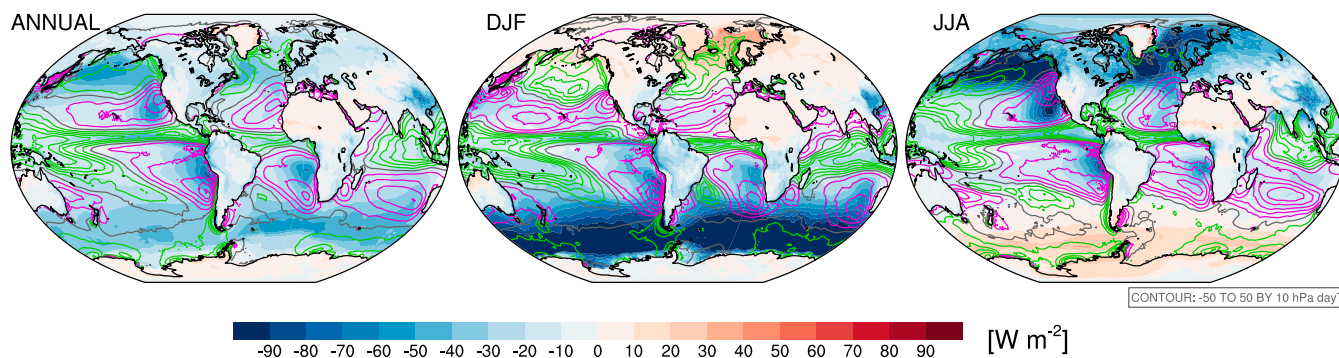 ANNUAL
DJF
JJA
CONTOUR: -50 TO 50 BY 10 hPa day
-90 -80 -70 -60 -50 -40 -30 -20 -10 0 10 20 30 40 50 60 70 80 90 [W m⁻²]